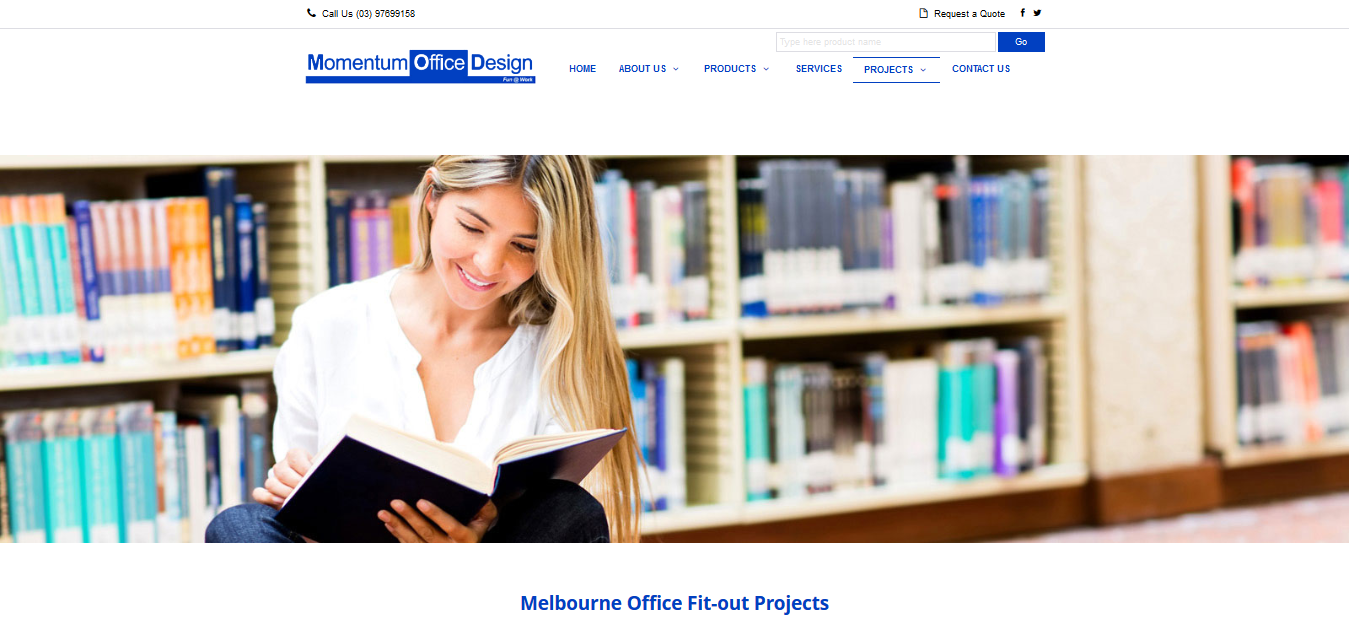 Call Us (03) 97699158
Request a Quote
Type here product name
Go
Momentum Office Design
Fun @ Work
HOME
ABOUT US
PRODUCTS
SERVICES
PROJECTS
CONTACT US
Melbourne Office Fit-out Projects